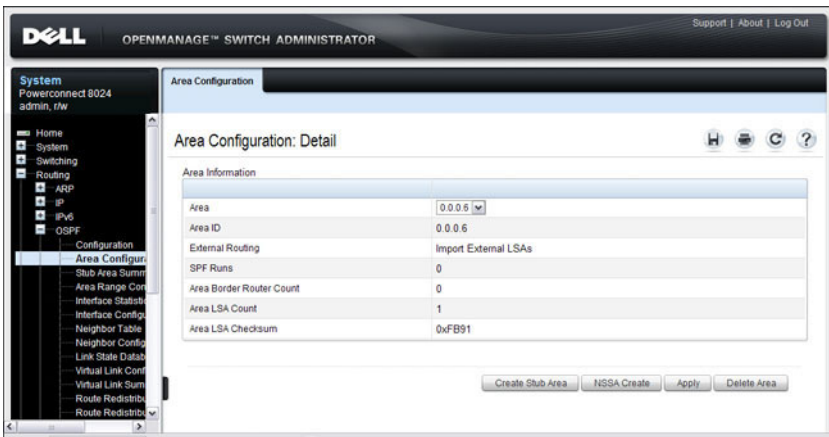 Support | About | Log Out
DELL OPENMANAGE™ SWITCH ADMINISTRATOR
System
Powerconnect 8024
admin, r/w
Home
System
Switching
Routing
ARP
IP
IPv6
OSPF
Configuration
Area Configura
Stub Area Summ
Area Range Con
Interface Statistic
Interface Configu
Neighbor Table
Neighbor Config
Link State Datab
Virtual Link Conf
Virtual Link Sum
Route Redistribu
Route Redistribu
Area Configuration
Area Configuration: Detail
Area Information
Area 0.0.0.6
Area ID 0.0.0.6
External Routing Import External LSAs
SPF Runs 0
Area Border Router Count 0
Area LSA Count 1
Area LSA Checksum 0xFB91
Create Stub Area NSSA Create Apply Delete Area